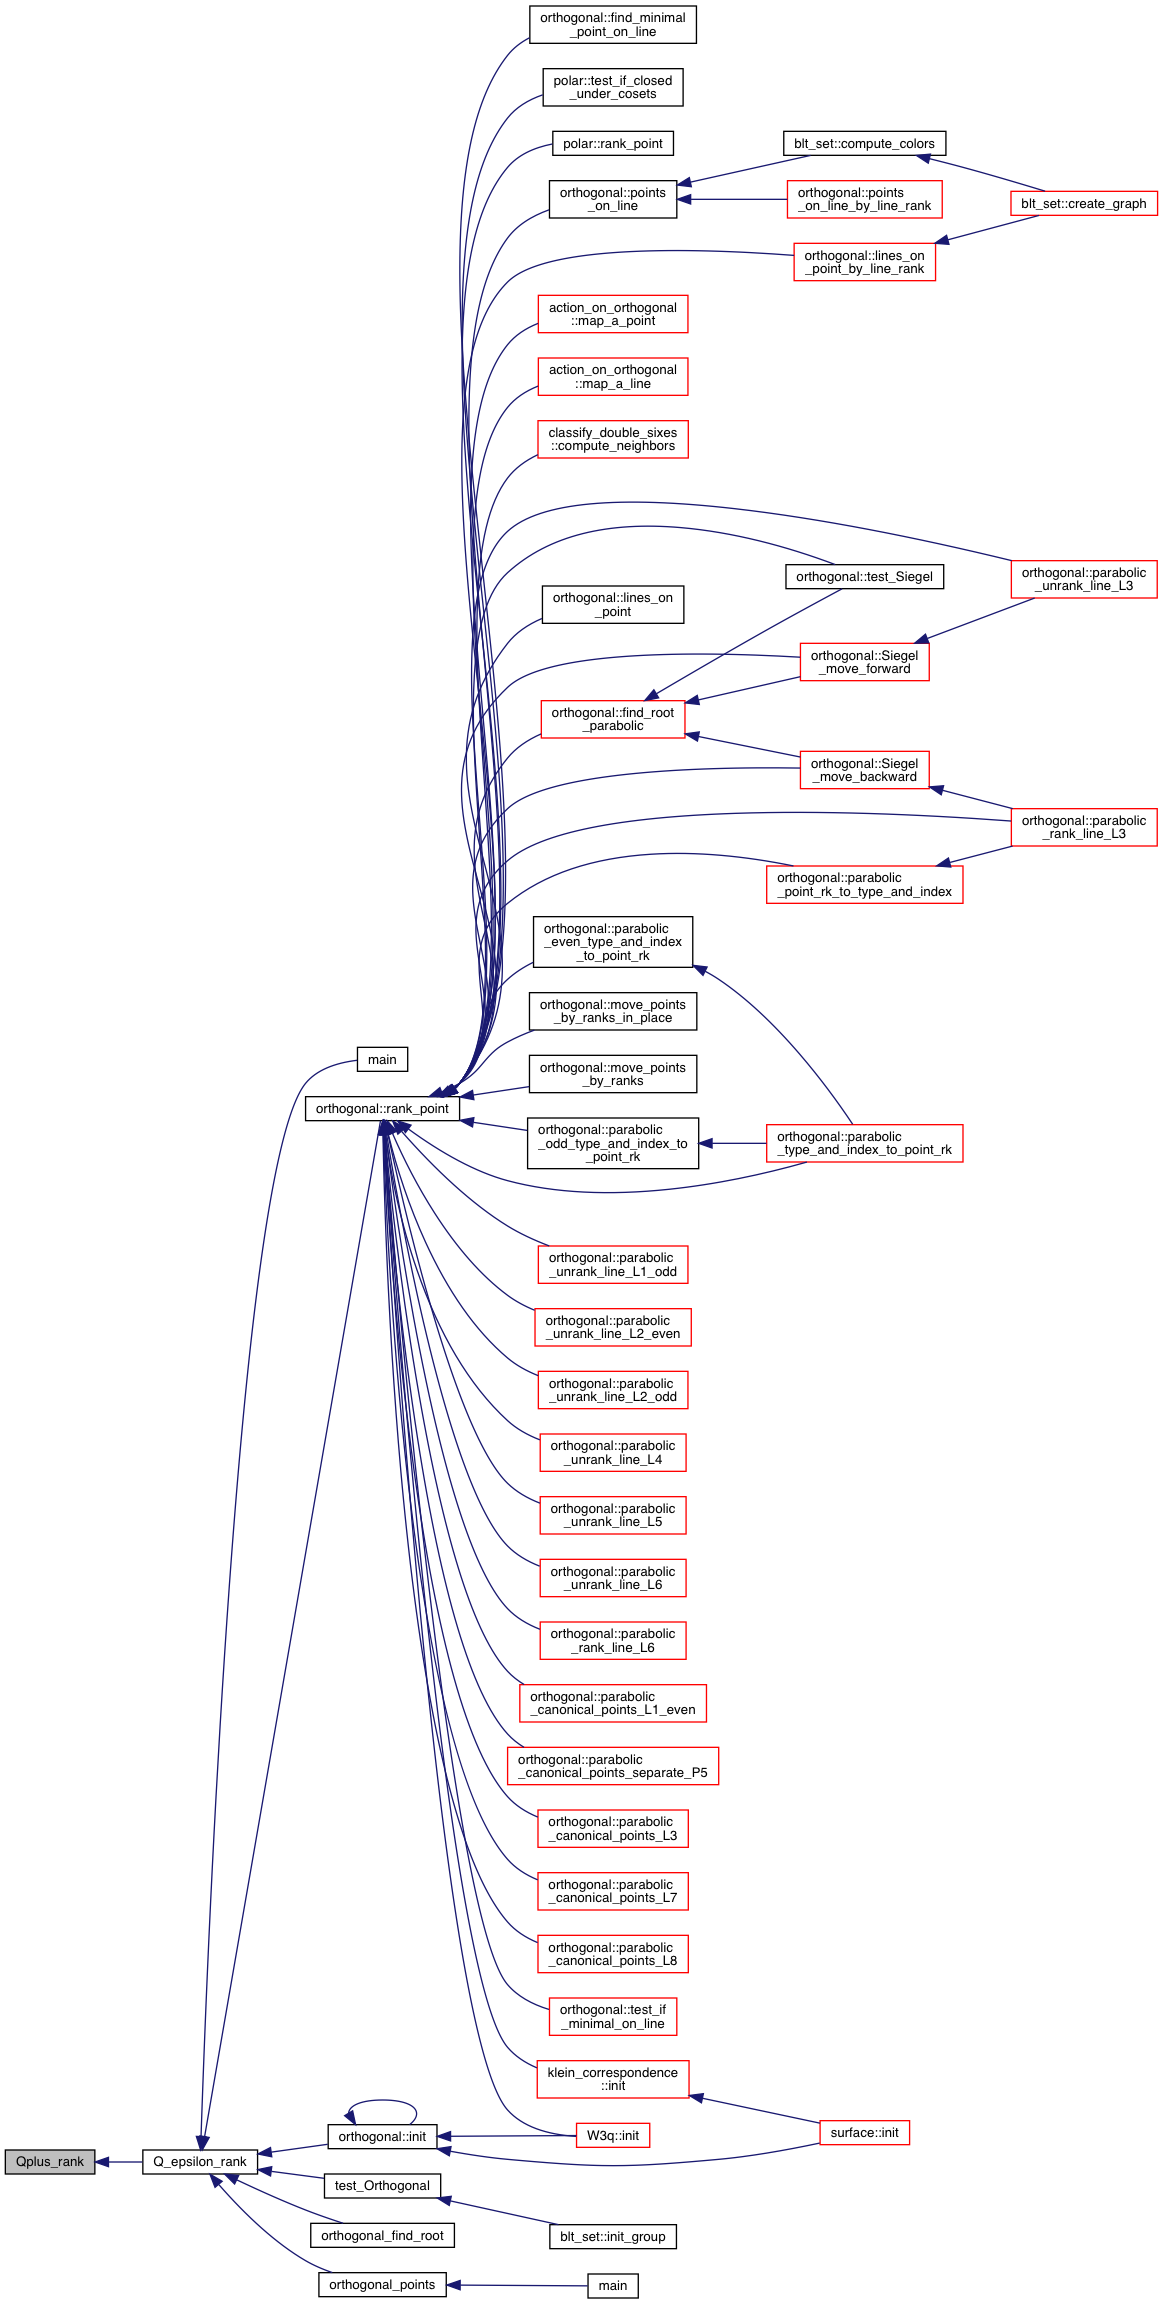 orthogonal::find_minimal
_point_on_line
polar::test_if_closed
_under_cosets
polar::rank_point
blt_set::compute_colors
orthogonal::points
_on_line
orthogonal::points
_on_line_by_line_rank
blt_set::create_graph
orthogonal::lines_on
_point_by_line_rank
action_on_orthogonal
::map_a_point
action_on_orthogonal
::map_a_line
classify_double_sixes
::compute_neighbors
orthogonal::test_Siegel
orthogonal::parabolic
_unrank_line_L3
orthogonal::lines_on
_point
orthogonal::Siegel
_move_forward
orthogonal::find_root
_parabolic
orthogonal::Siegel
_move_backward
orthogonal::parabolic
_rank_line_L3
orthogonal::parabolic
_point_rk_to_type_and_index
orthogonal::parabolic
_even_type_and_index
_to_point_rk
orthogonal::move_points
_by_ranks_in_place
main
orthogonal::move_points
_by_ranks
orthogonal::rank_point
orthogonal::parabolic
_odd_type_and_index_to
_point_rk
orthogonal::parabolic
_type_and_index_to_point_rk
orthogonal::parabolic
_unrank_line_L1_odd
orthogonal::parabolic
_unrank_line_L2_even
orthogonal::parabolic
_unrank_line_L2_odd
orthogonal::parabolic
_unrank_line_L4
orthogonal::parabolic
_unrank_line_L5
orthogonal::parabolic
_unrank_line_L6
orthogonal::parabolic
_rank_line_L6
orthogonal::parabolic
_canonical_points_L1_even
orthogonal::parabolic
_canonical_points_separate_P5
orthogonal::parabolic
_canonical_points_L3
orthogonal::parabolic
_canonical_points_L7
orthogonal::parabolic
_canonical_points_L8
orthogonal::test_if
_minimal_on_line
klein_correspondence
::init
orthogonal::init
W3q::init
surface::init
Qplus_rank
Q_epsilon_rank
test_Orthogonal
orthogonal_find_root
blt_set::init_group
orthogonal_points
main